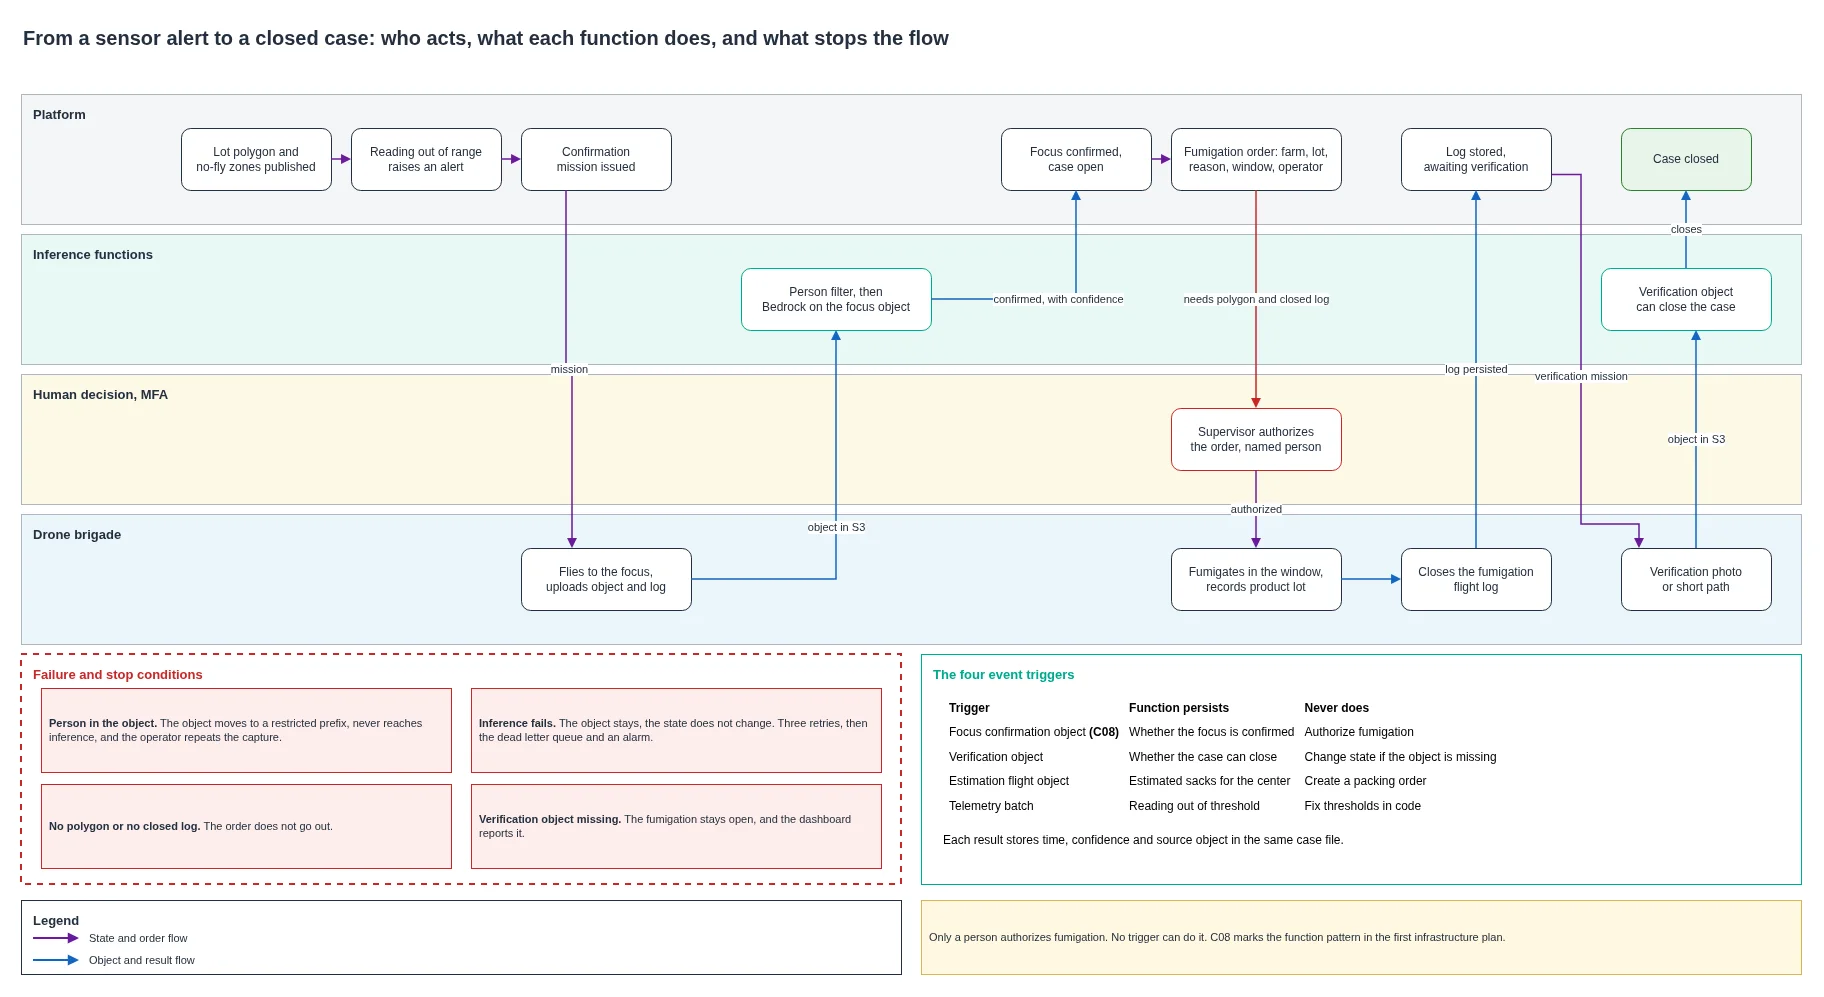 From a sensor alert to a closed case: who acts, what each function does, and what stops the flow
Platform
Lot polygon and
no-fly zones published
Reading out of range
raises an alert
Confirmation
mission issued
Focus confirmed,
case open
Fumigation order: farm, lot,
reason, window, operator
Log stored,
awaiting verification
Case closed
closes
Inference functions
Person filter, then
Bedrock on the focus object
confirmed, with confidence
needs polygon and closed log
Verification object
can close the case
mission
log persisted
verification mission
Human decision, MFA
Supervisor authorizes
the order, named person
object in S3
authorized
object in S3
Drone brigade
Flies to the focus,
uploads object and log
Fumigates in the window,
records product lot
Closes the fumigation
flight log
Verification photo
or short path
Failure and stop conditions
Person in the object. The object moves to a restricted prefix, never reaches
inference, and the operator repeats the capture.
Inference fails. The object stays, the state does not change. Three retries, then
the dead letter queue and an alarm.
No polygon or no closed log. The order does not go out.
Verification object missing. The fumigation stays open, and the dashboard
reports it.
The four event triggers
Trigger Function persists Never does
Focus confirmation object (C08) Whether the focus is confirmed Authorize fumigation
Verification object Whether the case can close Change state if the object is missing
Estimation flight object Estimated sacks for the center Create a packing order
Telemetry batch Reading out of threshold Fix thresholds in code
Each result stores time, confidence and source object in the same case file.
Legend
State and order flow
Object and result flow
Only a person authorizes fumigation. No trigger can do it. C08 marks the function pattern in the first infrastructure plan.